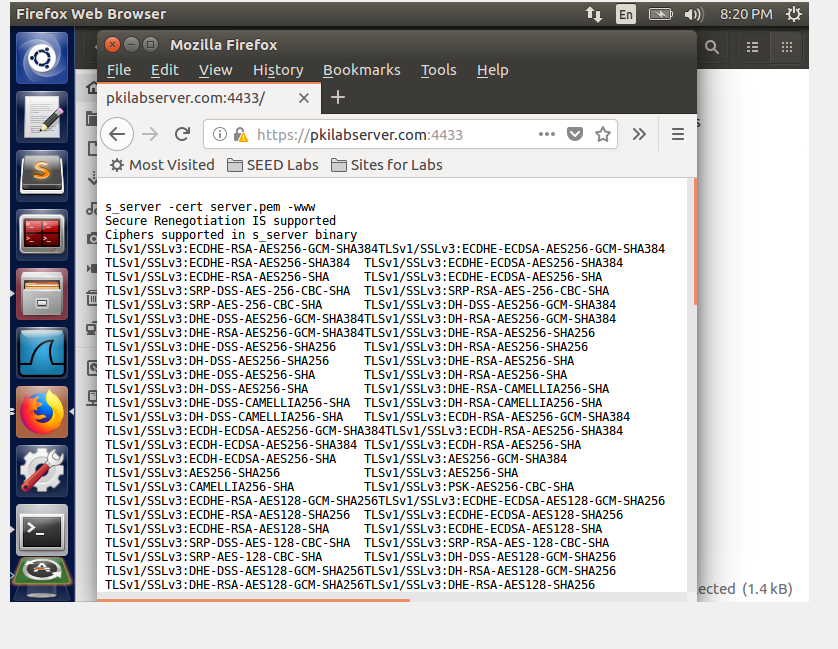 Firefox Web Browser
En
8:20 PM
Mozilla Firefox
File Edit View History Bookmarks Tools Help
pkilabserver.com:4433/
https://pkilabserver.com:4433
Most Visited SEED Labs Sites for Labs
s_server -cert server.pem -www
Secure Renegotiation IS supported
Ciphers supported in s_server binary
TLSv1/SSLv3:ECDHE-RSA-AES256-GCM-SHA384TLSv1/SSLv3:ECDHE-ECDSA-AES256-GCM-SHA384
TLSv1/SSLv3:ECDHE-RSA-AES256-SHA384 TLSv1/SSLv3:ECDHE-ECDSA-AES256-SHA384
TLSv1/SSLv3:ECDHE-RSA-AES256-SHA TLSv1/SSLv3:ECDHE-ECDSA-AES256-SHA
TLSv1/SSLv3:SRP-DSS-AES-256-CBC-SHA TLSv1/SSLv3:SRP-RSA-AES-256-CBC-SHA
TLSv1/SSLv3:SRP-AES-256-CBC-SHA TLSv1/SSLv3:DH-DSS-AES256-GCM-SHA384
TLSv1/SSLv3:DHE-DSS-AES256-GCM-SHA384TLSv1/SSLv3:DH-RSA-AES256-GCM-SHA384
TLSv1/SSLv3:DHE-RSA-AES256-GCM-SHA384TLSv1/SSLv3:DHE-RSA-AES256-SHA256
TLSv1/SSLv3:DHE-DSS-AES256-SHA256 TLSv1/SSLv3:DH-RSA-AES256-SHA256
TLSv1/SSLv3:DH-DSS-AES256-SHA256 TLSv1/SSLv3:DHE-RSA-AES256-SHA
TLSv1/SSLv3:DHE-DSS-AES256-SHA TLSv1/SSLv3:DH-RSA-AES256-SHA
TLSv1/SSLv3:DH-DSS-AES256-SHA TLSv1/SSLv3:DHE-RSA-CAMELLIA256-SHA
TLSv1/SSLv3:DHE-DSS-CAMELLIA256-SHA TLSv1/SSLv3:DH-RSA-CAMELLIA256-SHA
TLSv1/SSLv3:DH-DSS-CAMELLIA256-SHA TLSv1/SSLv3:ECDH-RSA-AES256-GCM-SHA384
TLSv1/SSLv3:ECDH-ECDSA-AES256-GCM-SHA384TLSv1/SSLv3:ECDH-RSA-AES256-SHA384
TLSv1/SSLv3:ECDH-ECDSA-AES256-SHA384 TLSv1/SSLv3:ECDH-RSA-AES256-SHA
TLSv1/SSLv3:ECDH-ECDSA-AES256-SHA TLSv1/SSLv3:AES256-GCM-SHA384
TLSv1/SSLv3:AES256-SHA256 TLSv1/SSLv3:AES256-SHA
TLSv1/SSLv3:CAMELLIA256-SHA TLSv1/SSLv3:PSK-AES256-CBC-SHA
TLSv1/SSLv3:ECDHE-RSA-AES128-GCM-SHA256TLSv1/SSLv3:ECDHE-ECDSA-AES128-GCM-SHA256
TLSv1/SSLv3:ECDHE-RSA-AES128-SHA256 TLSv1/SSLv3:ECDHE-ECDSA-AES128-SHA256
TLSv1/SSLv3:ECDHE-RSA-AES128-SHA TLSv1/SSLv3:ECDHE-ECDSA-AES128-SHA
TLSv1/SSLv3:SRP-DSS-AES-128-CBC-SHA TLSv1/SSLv3:SRP-RSA-AES-128-CBC-SHA
TLSv1/SSLv3:SRP-AES-128-CBC-SHA TLSv1/SSLv3:DH-DSS-AES128-GCM-SHA256
TLSv1/SSLv3:DHE-DSS-AES128-GCM-SHA256TLSv1/SSLv3:DH-RSA-AES128-GCM-SHA256
TLSv1/SSLv3:DHE-RSA-AES128-GCM-SHA256TLSv1/SSLv3:DHE-RSA-AES128-SHA256
(1.4 kB)